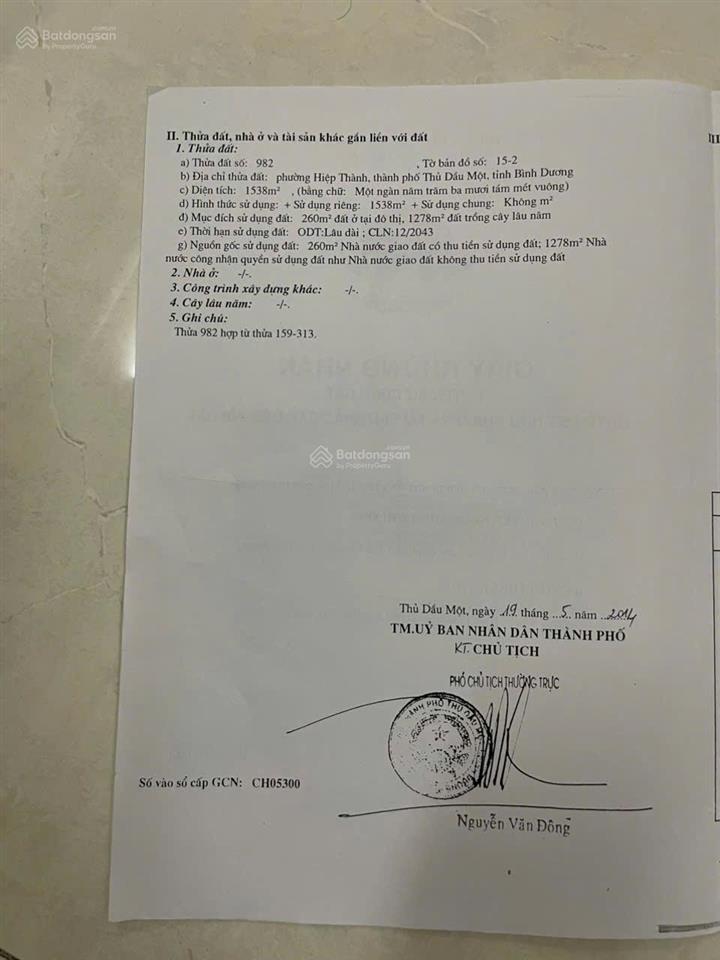 Batdongsan
by PropertyGuru
II. Thửa đất, nhà ở và tài sản khác gắn liền với đất
1. Thửa đất:
a) Thửa đất số: 982 , Tờ bản đồ số: 15-2
b) Địa chỉ thửa đất: phường Hiệp Thành, thành phố Thủ Dầu Một, tỉnh Bình Dương
c) Diện tích: 1538m² , (bằng chữ: Một ngàn năm trăm ba mươi tám mét vuông)
d) Hình thức sử dụng: + Sử dụng riêng: 1538m² + Sử dụng chung: Không m²
đ) Mục đích sử dụng đất: 260m² đất ở tại đô thị, 1278m² đất trồng cây lâu năm
e) Thời hạn sử dụng đất: ODT:Lâu dài ; CLN:12/2043
g) Nguồn gốc sử dụng đất: 260m² Nhà nước giao đất có thu tiền sử dụng đất; 1278m² Nhà
nước công nhận quyền sử dụng đất như Nhà nước giao đất không thu tiền sử dụng đất
2. Nhà ở: -/-.
3. Công trình xây dựng khác: -/-.
4. Cây lâu năm: -/-.
5. Ghi chú:
Thửa 982 hợp từ thửa 159-313.
Batdongsan
by PropertyGuru
Thủ Dầu Một, ngày 19 tháng 5 năm 2014
TM.UỶ BAN NHÂN DÂN THÀNH PHỐ
KT. CHỦ TỊCH
PHÓ CHỦ TỊCH THƯỜNG TRỰC
THÀNH PHỐ THỦ DẦU MỘT
Số vào sổ cấp GCN: CH05300
Nguyễn Văn Đông